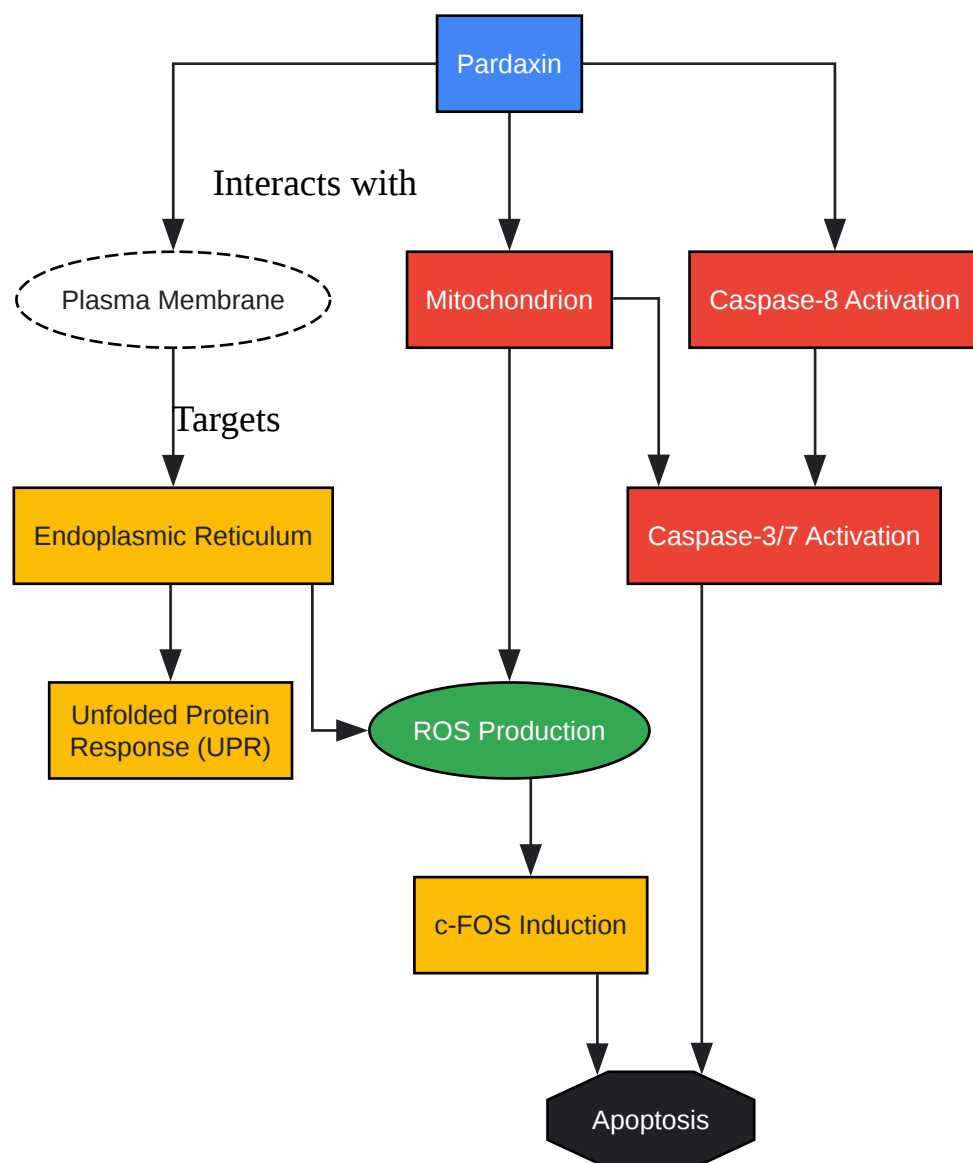 Pardaxin
Interacts with
Plasma Membrane
Mitochondrion
Caspase-8 Activation
Targets
Endoplasmic Reticulum
Caspase-3/7 Activation
Unfolded Protein
Response (UPR)
ROS Production
c-FOS Induction
Apoptosis